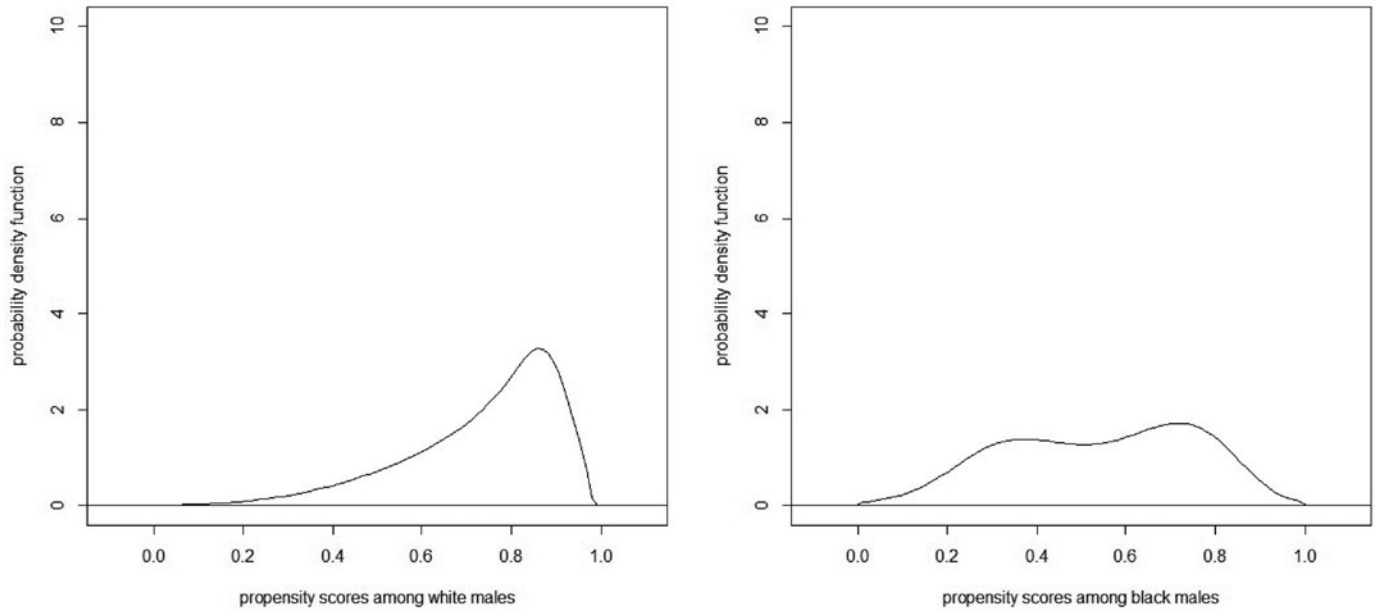 probability density function
10
8
6
4
2
0
0.0 0.2 0.4 0.6 0.8 1.0
propensity scores among white males
probability density function
10
8
6
4
2
0
0.0 0.2 0.4 0.6 0.8 1.0
propensity scores among black males